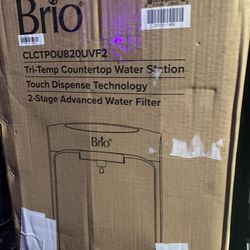 Brio
CLCTPOU820UVF2
Tri-Temp Countertop Water Station
Touch Dispense Technology
2-Stage Advanced Water Filter
Brio